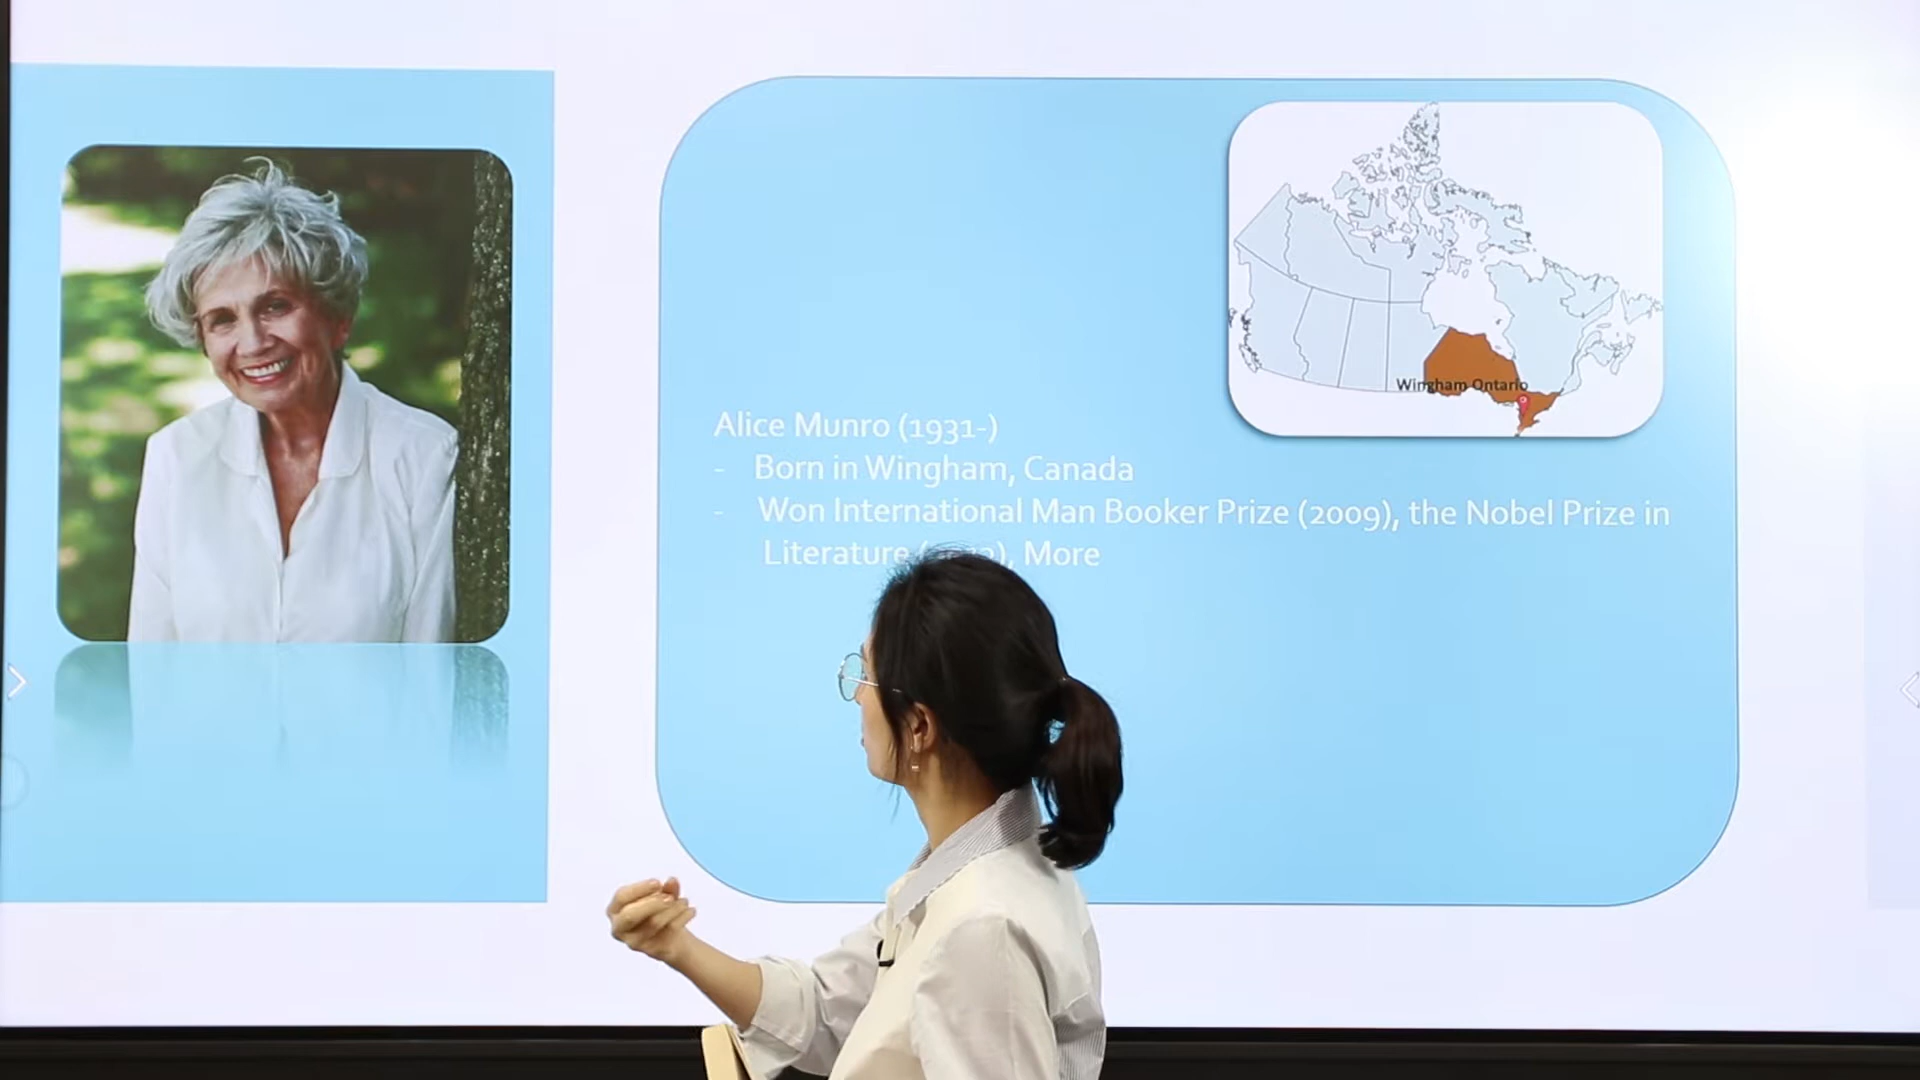 Wingham Ontario
Alice Munro (1931-)
- Born in Wingham, Canada
- Won International Man Booker Prize (2009), the Nobel Prize in
Literature , More